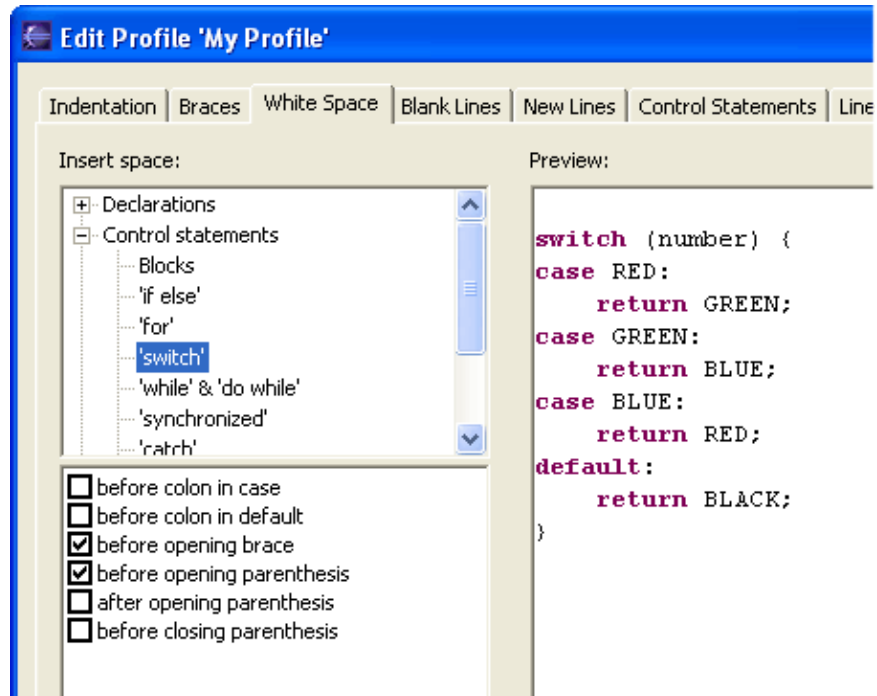 Edit Profile 'My Profile'
Indentation Braces White Space Blank Lines New Lines Control Statements Line
Insert space:
Declarations
Control statements
Blocks
'if else'
'for'
'switch'
'while' & 'do while'
'synchronized'
'catch'
before colon in case
before colon in default
before opening brace
before opening parenthesis
after opening parenthesis
before closing parenthesis
Preview:
switch (number) {
case RED:
    return GREEN;
case GREEN:
    return BLUE;
case BLUE:
    return RED;
default:
    return BLACK;
}